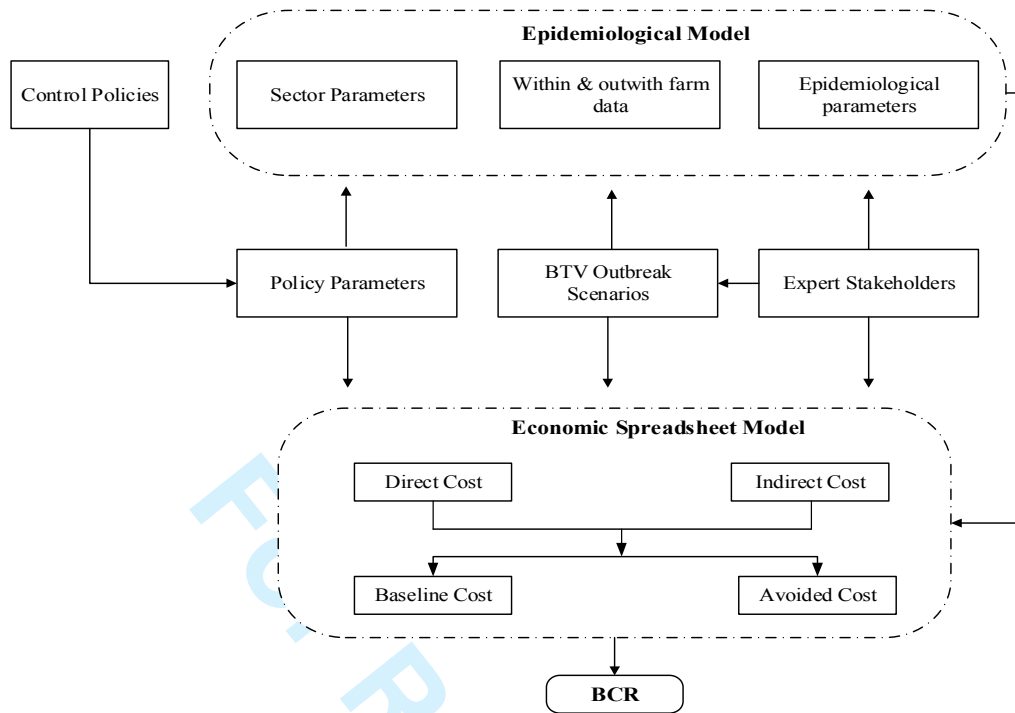 Epidemiological Model
Control Policies
Sector Parameters
Within & outwith farm
data
Epidemiological
parameters
Policy Parameters
BTV Outbreak
Scenarios
Expert Stakeholders
Economic Spreadsheet Model
Direct Cost
Indirect Cost
Baseline Cost
Avoided Cost
BCR